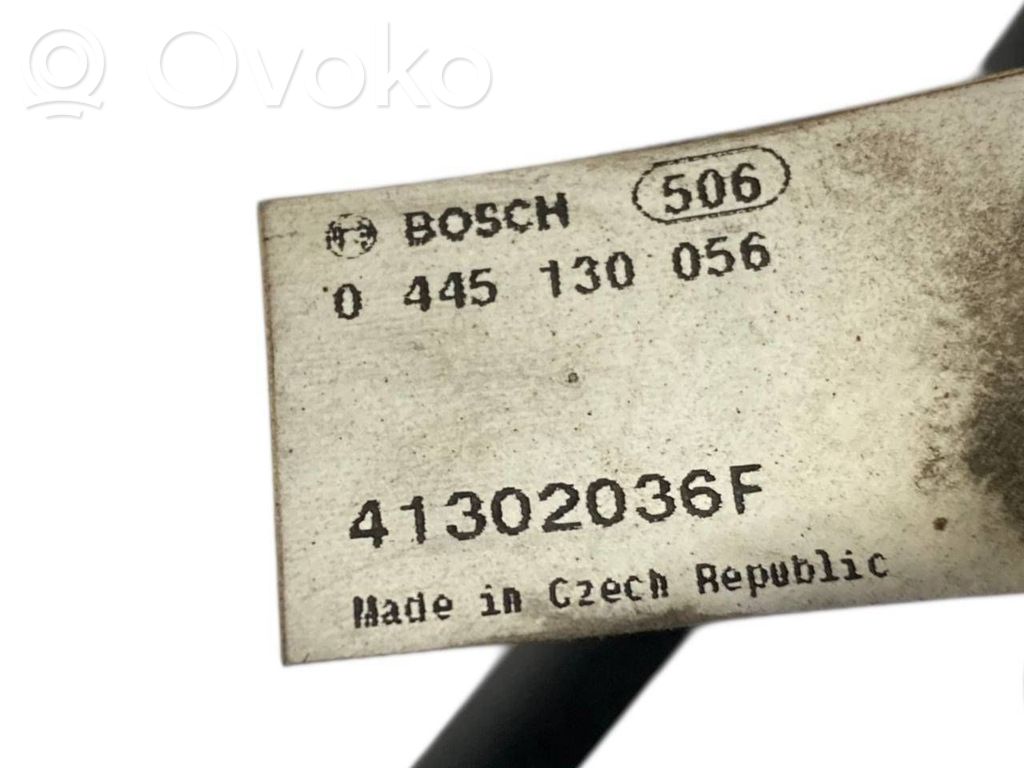 Ovoko
BOSCH 506
0 445 130 056
41302036F
Made in Czech Republic